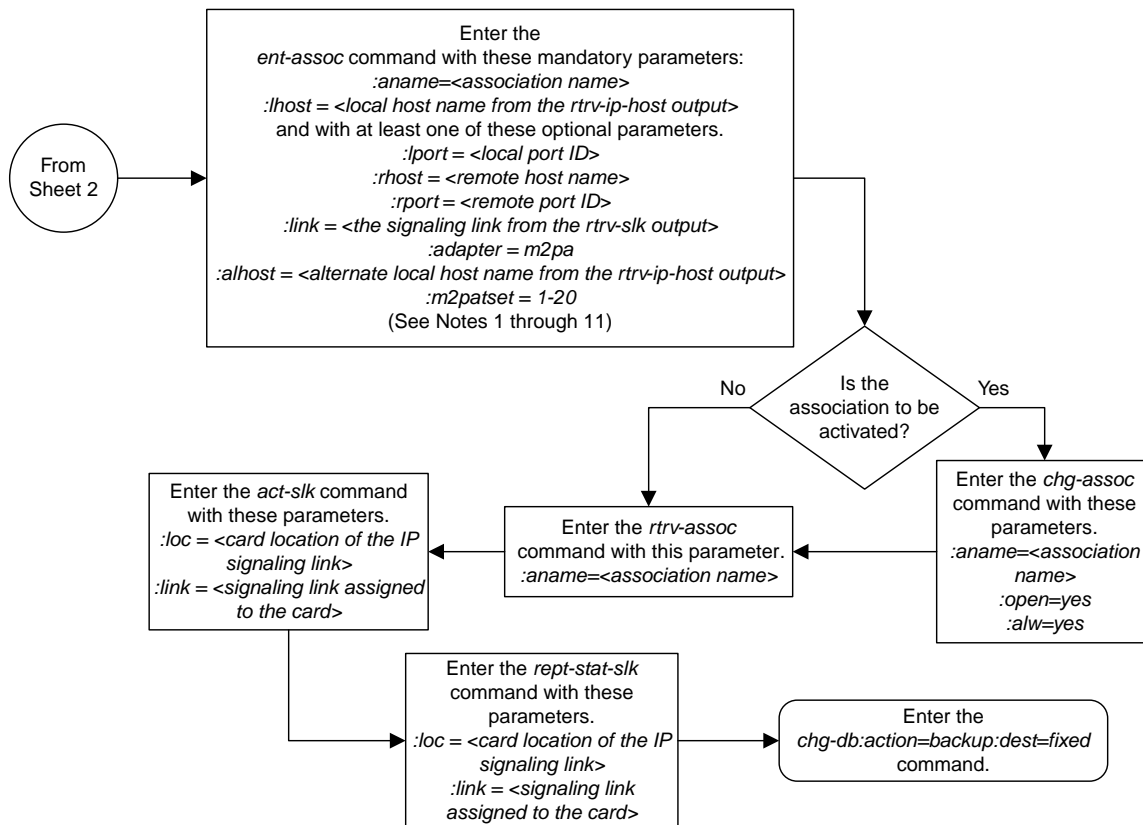 From
Sheet 2
Enter the
ent-assoc command with these mandatory parameters:
:aname=<association name>
:lhost = <local host name from the rtrv-ip-host output>
and with at least one of these optional parameters.
:lport = <local port ID>
:rhost = <remote host name>
:rport = <remote port ID>
:link = <the signaling link from the rtrv-slk output>
:adapter = m2pa
:alhost = <alternate local host name from the rtrv-ip-host output>
:m2patset = 1-20
(See Notes 1 through 11)
Is the
association to be
activated?
No
Yes
Enter the chg-assoc
command with these
parameters.
:aname=<association
name>
:open=yes
:alw=yes
Enter the rtrv-assoc
command with this parameter.
:aname=<association name>
Enter the act-slk command
with these parameters.
:loc = <card location of the IP
signaling link>
:link = <signaling link assigned
to the card>
Enter the rept-stat-slk
command with these
parameters.
:loc = <card location of the IP
signaling link>
:link = <signaling link
assigned to the card>
Enter the
chg-db:action=backup:dest=fixed
command.